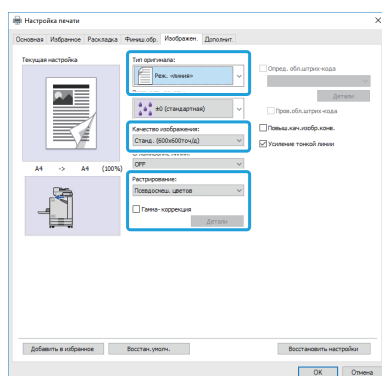 Настройка печати
Основная Избранное Раскладка Финиш.обр. Изображен. Дополнит.
Текущая настройка
Тип оригинала:
Реж. «линия»
Опред. обл.штрих-кода
Детали
±0 (стандартная)
Пров.обл.штрих-кода
Качество изображения:
Станд. (600x600точ/д)
Повыш.кач.изобр.конв.
Усиление тонкой линии
OFF
A4 -> A4 (100%)
Растрирование:
Псевдосмеш. цветов
Гамма- коррекция
Детали
Добавить в избранное Восстан.умолч. Восстановить настройки
OK Отмена